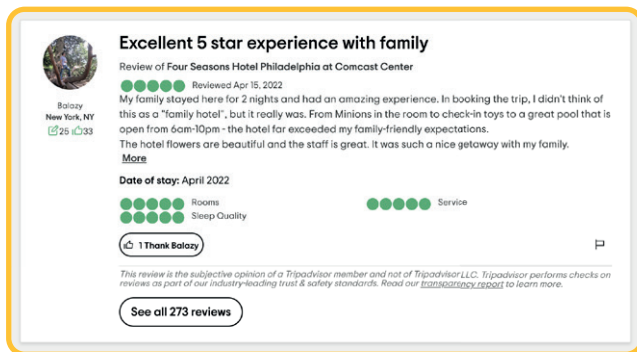 Excellent 5 star experience with family
Review of Four Seasons Hotel Philadelphia at Comcast Center
Reviewed Apr 15, 2022
Balazy
New York, NY
25 33
My family stayed here for 2 nights and had an amazing experience. In booking the trip, I didn't think of
this as a "family hotel", but it really was. From Minions in the room to check-in toys to a great pool that is
open from 6am-10pm - the hotel far exceeded my family-friendly expectations.
The hotel flowers are beautiful and the staff is great. It was such a nice getaway with my family.
More
Date of stay: April 2022
Rooms
Service
Sleep Quality
1 Thank Balazy
This review is the subjective opinion of a Tripadvisor member and not of Tripadvisor LLC. Tripadvisor performs checks on
reviews as part of our industry-leading trust & safety standards. Read our transparency report to learn more.
See all 273 reviews